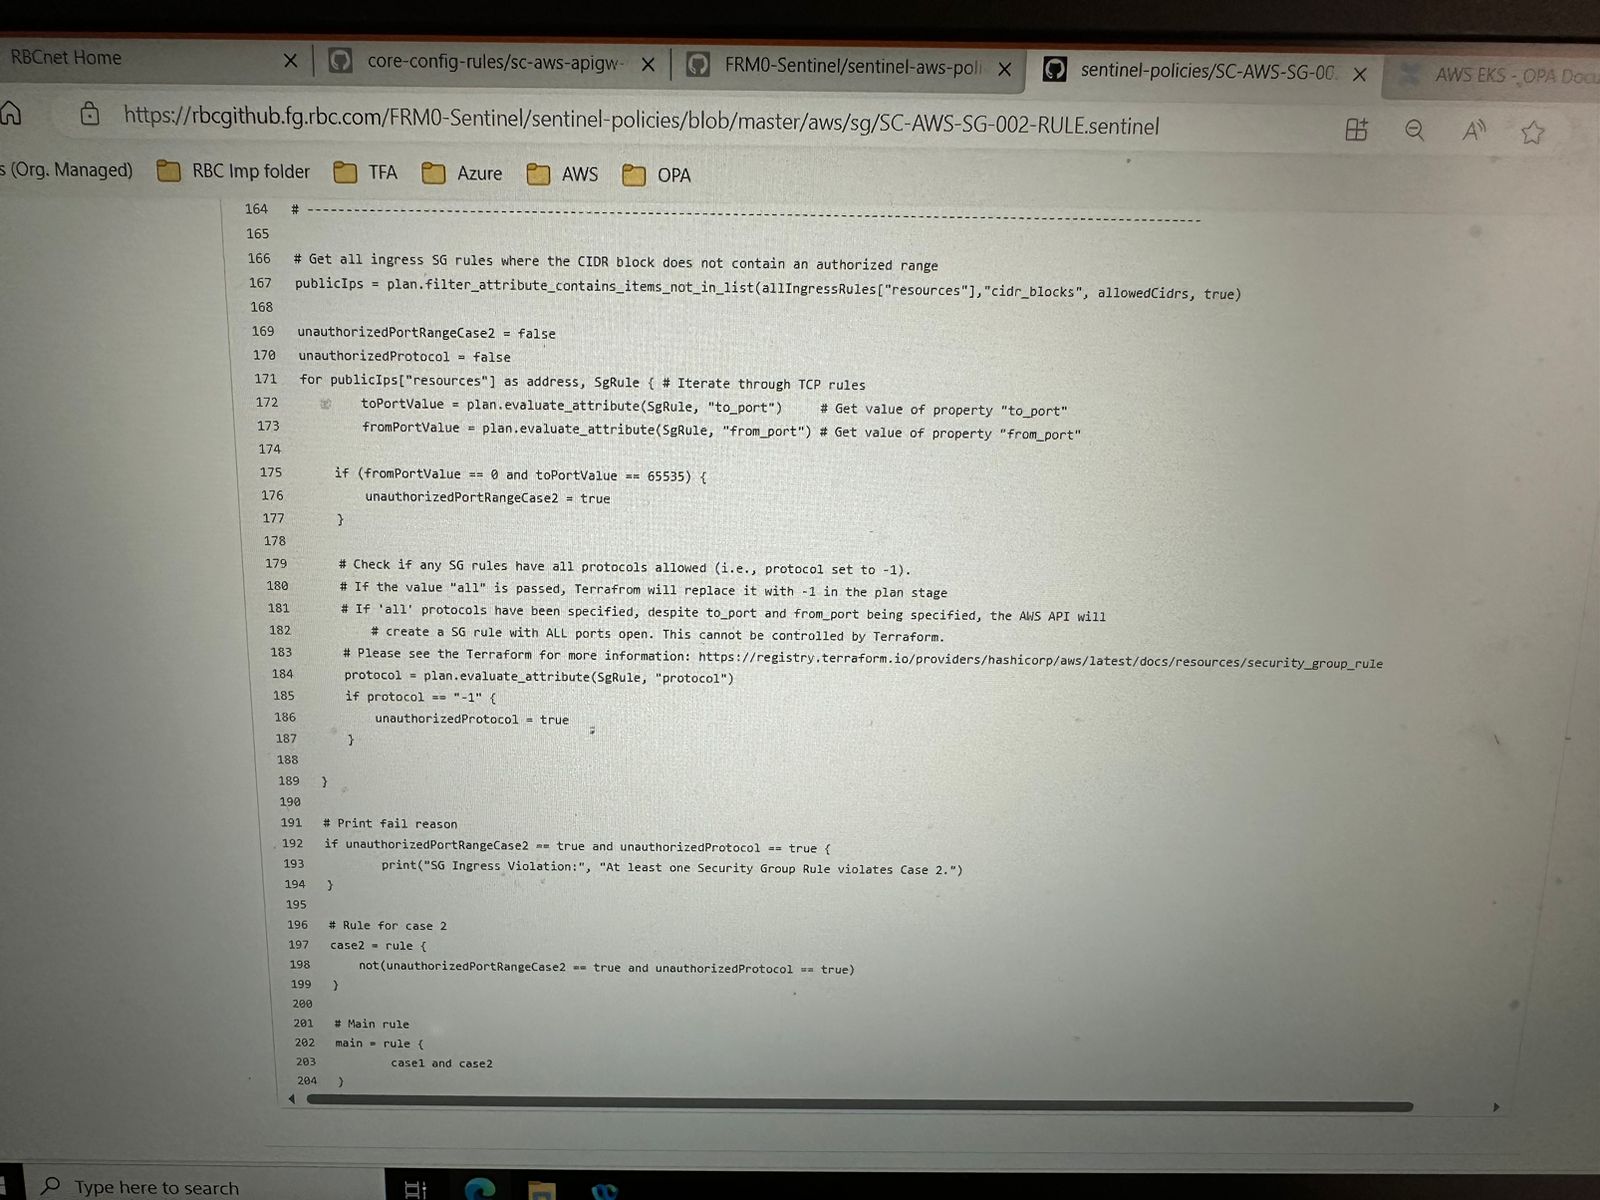 RBCnet Home
core-config-rules/sc-aws-apigw-
FRM0-Sentinel/sentinel-aws-poli
sentinel-policies/SC-AWS-SG-00
AWS EKS - OPA Docu
https://rbcgithub.fg.rbc.com/FRM0-Sentinel/sentinel-policies/blob/master/aws/sg/SC-AWS-SG-002-RULE.sentinel
s (Org. Managed) RBC Imp folder TFA Azure AWS OPA
164 # ------------------------------------------------------------------------------------------------------------------
165
166 # Get all ingress SG rules where the CIDR block does not contain an authorized range
167 publicIps = plan.filter_attribute_contains_items_not_in_list(allIngressRules["resources"],"cidr_blocks", allowedCidrs, true)
168
169 unauthorizedPortRangeCase2 = false
170 unauthorizedProtocol = false
171 for publicIps["resources"] as address, SgRule { # Iterate through TCP rules
172 toPortValue = plan.evaluate_attribute(SgRule, "to_port") # Get value of property "to_port"
173 fromPortValue = plan.evaluate_attribute(SgRule, "from_port") # Get value of property "from_port"
174
175 if (fromPortValue == 0 and toPortValue == 65535) {
176 unauthorizedPortRangeCase2 = true
177 }
178
179 # Check if any SG rules have all protocols allowed (i.e., protocol set to -1).
180 # If the value "all" is passed, Terrafrom will replace it with -1 in the plan stage
181 # If 'all' protocols have been specified, despite to_port and from_port being specified, the AWS API will
182 # create a SG rule with ALL ports open. This cannot be controlled by Terraform.
183 # Please see the Terraform for more information: https://registry.terraform.io/providers/hashicorp/aws/latest/docs/resources/security_group_rule
184 protocol = plan.evaluate_attribute(SgRule, "protocol")
185 if protocol == "-1" {
186 unauthorizedProtocol = true
187 }
188
189 }
190
191 # Print fail reason
192 if unauthorizedPortRangeCase2 == true and unauthorizedProtocol == true {
193 print("SG Ingress Violation:", "At least one Security Group Rule violates Case 2.")
194 }
195
196 # Rule for case 2
197 case2 = rule {
198 not(unauthorizedPortRangeCase2 == true and unauthorizedProtocol == true)
199 }
200
201 # Main rule
202 main = rule {
203 case1 and case2
204 }
Type here to search